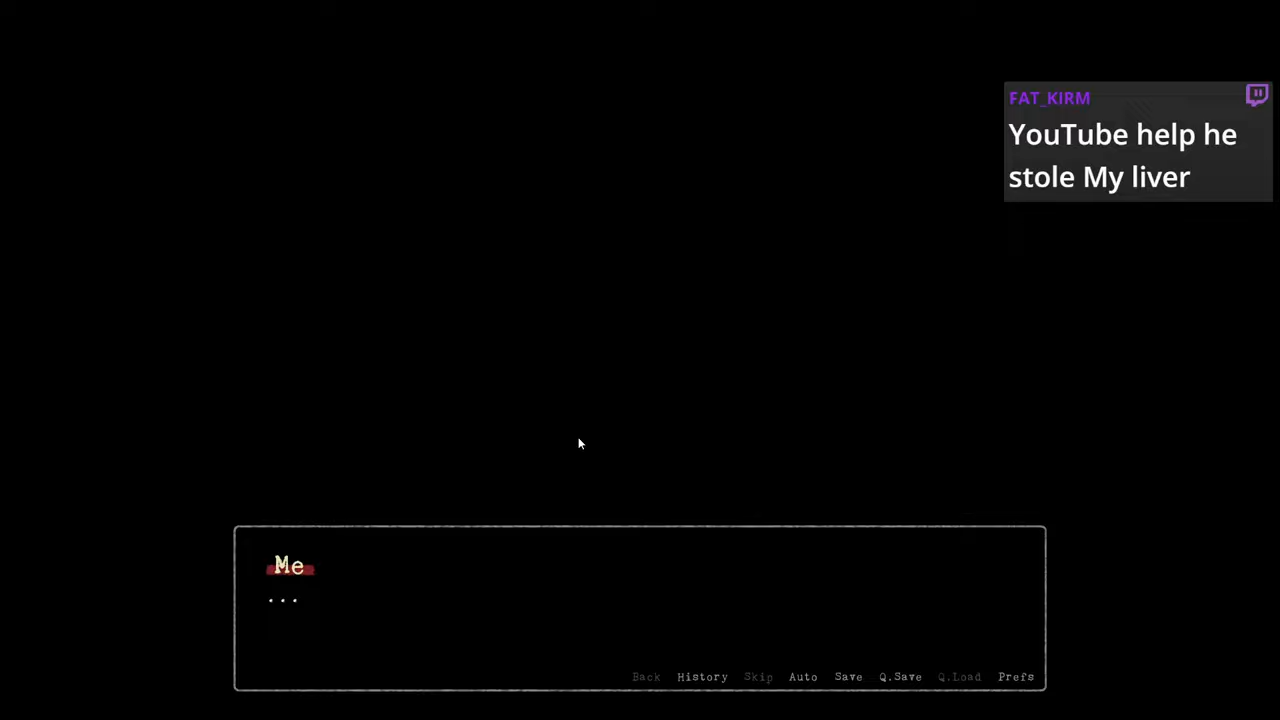 FAT_KIRM
YouTube help he
stole My liver
Me
...
Back History Skip Auto Save Q.Save Q.Load Prefs